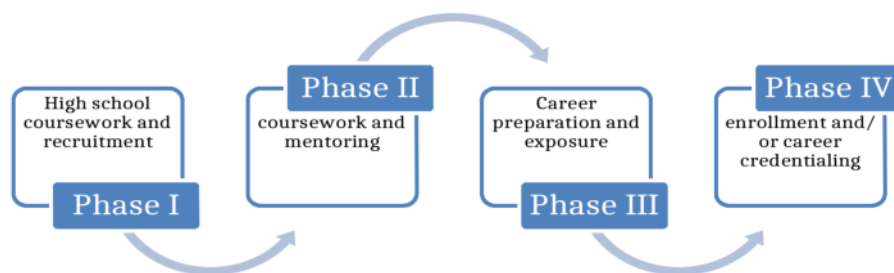 High school
coursework and
recruitment
Phase I
Phase II
coursework and
mentoring
Career
preparation and
exposure
Phase III
Phase IV
enrollment and/
or career
credentialing